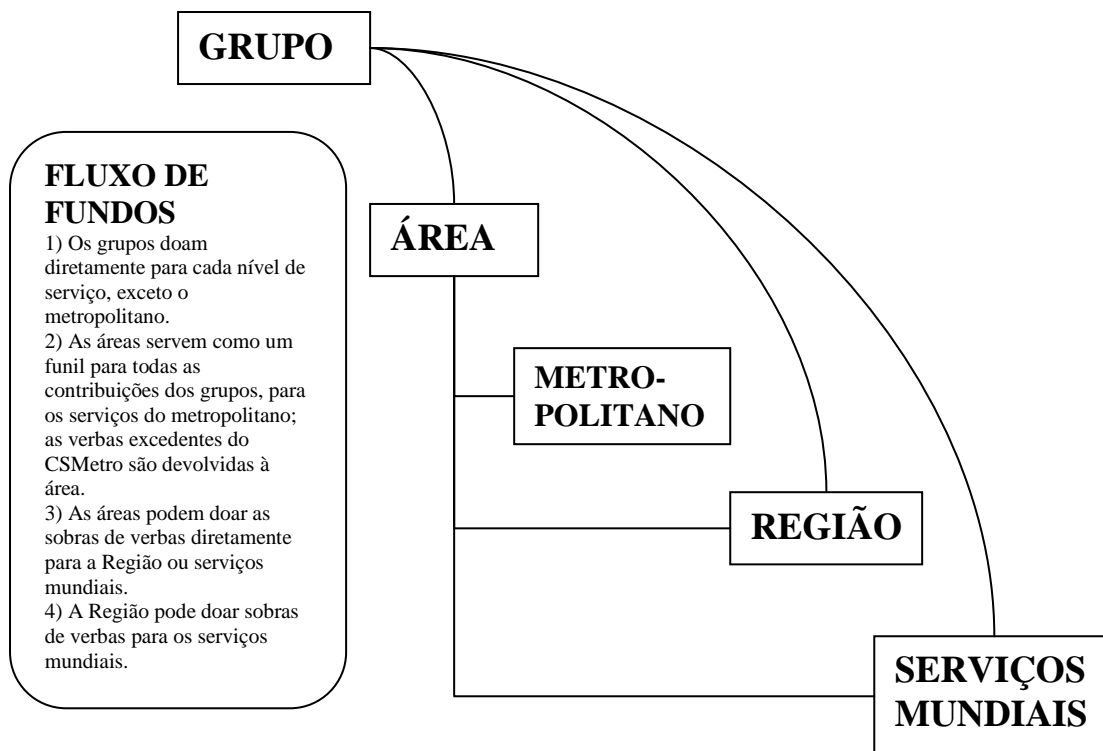 GRUPO
FLUXO DE
FUNDOS
1) Os grupos doam
diretamente para cada nível de
serviço, exceto o
metropolitano.
2) As áreas servem como um
funil para todas as
contribuições dos grupos, para
os serviços do metropolitano;
as verbas excedentes do
CSMetro são devolvidas à
área.
3) As áreas podem doar as
sobras de verbas diretamente
para a Região ou serviços
mundiais.
4) A Região pode doar sobras
de verbas para os serviços
mundiais.
ÁREA
METRO-
POLITANO
REGIÃO
SERVIÇOS
MUNDIAIS